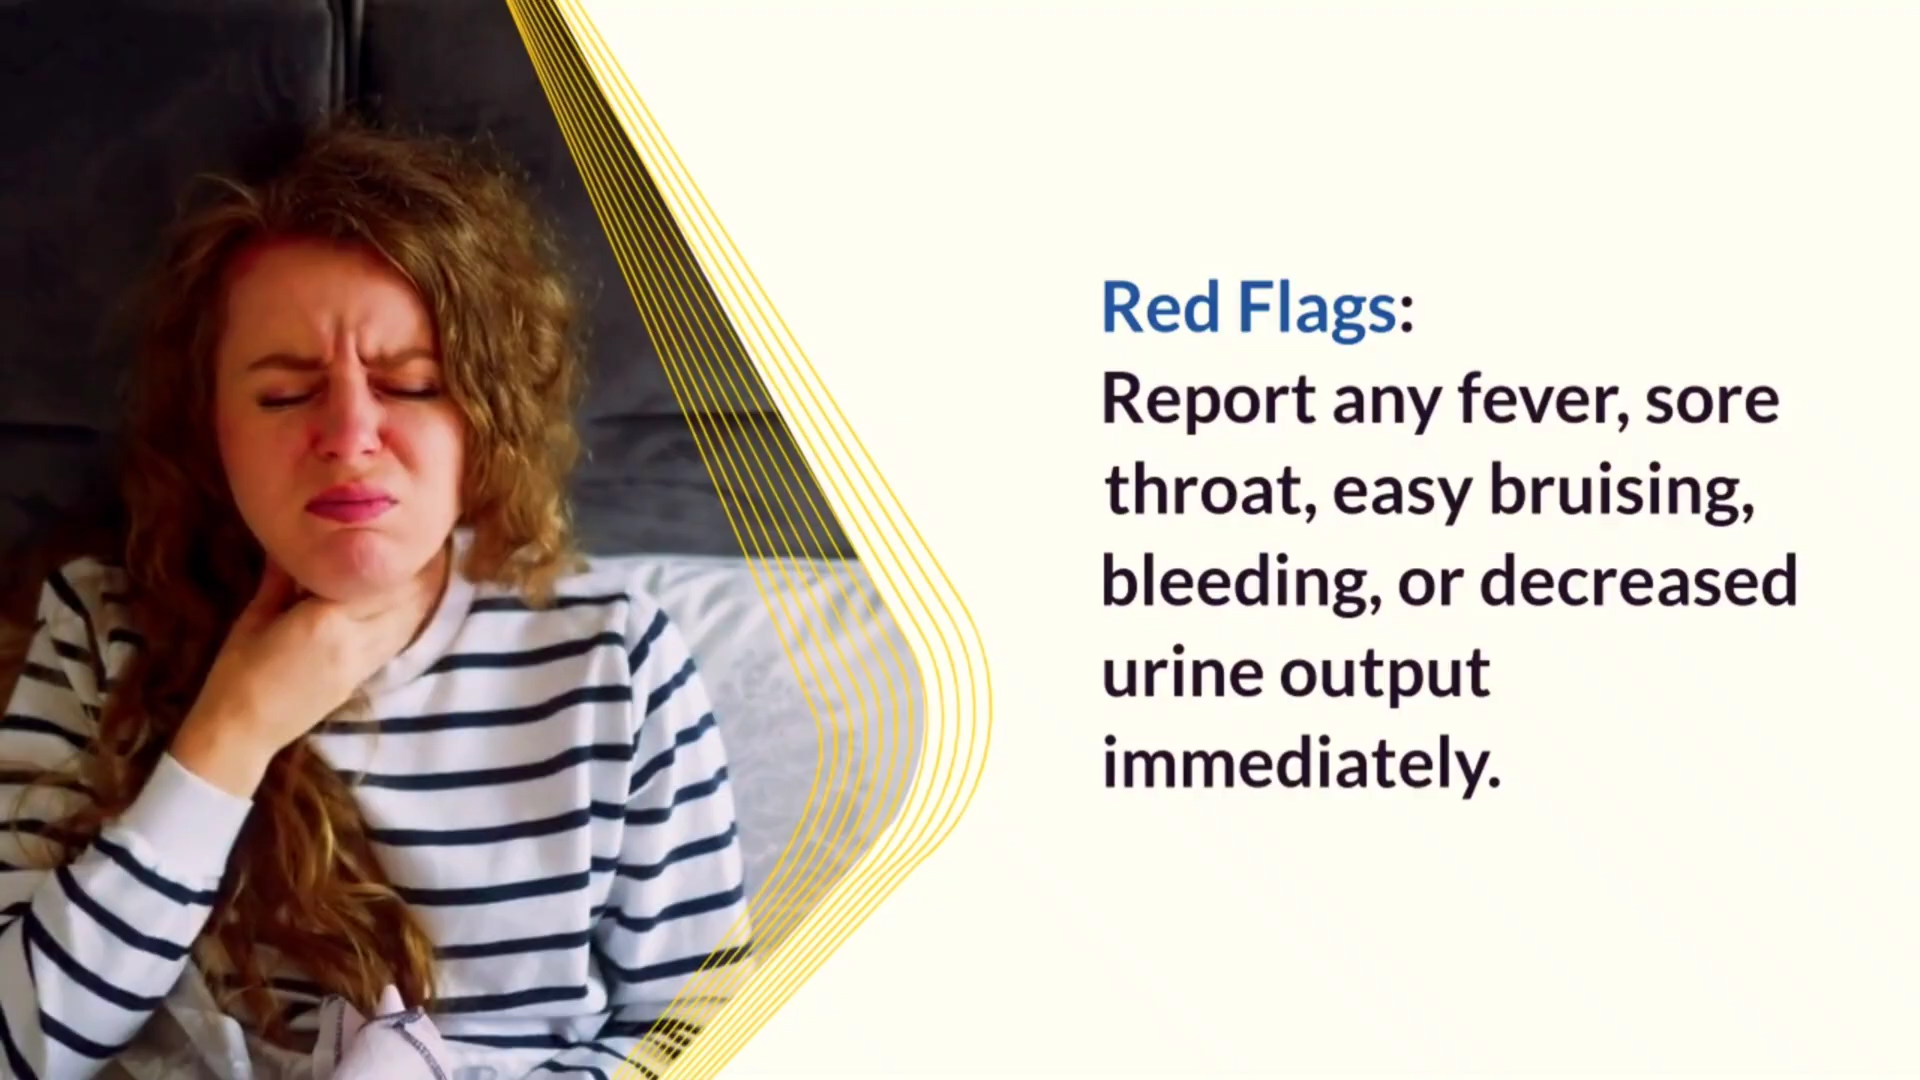 Red Flags:
Report any fever, sore
throat, easy bruising,
bleeding, or decreased
urine output
immediately.